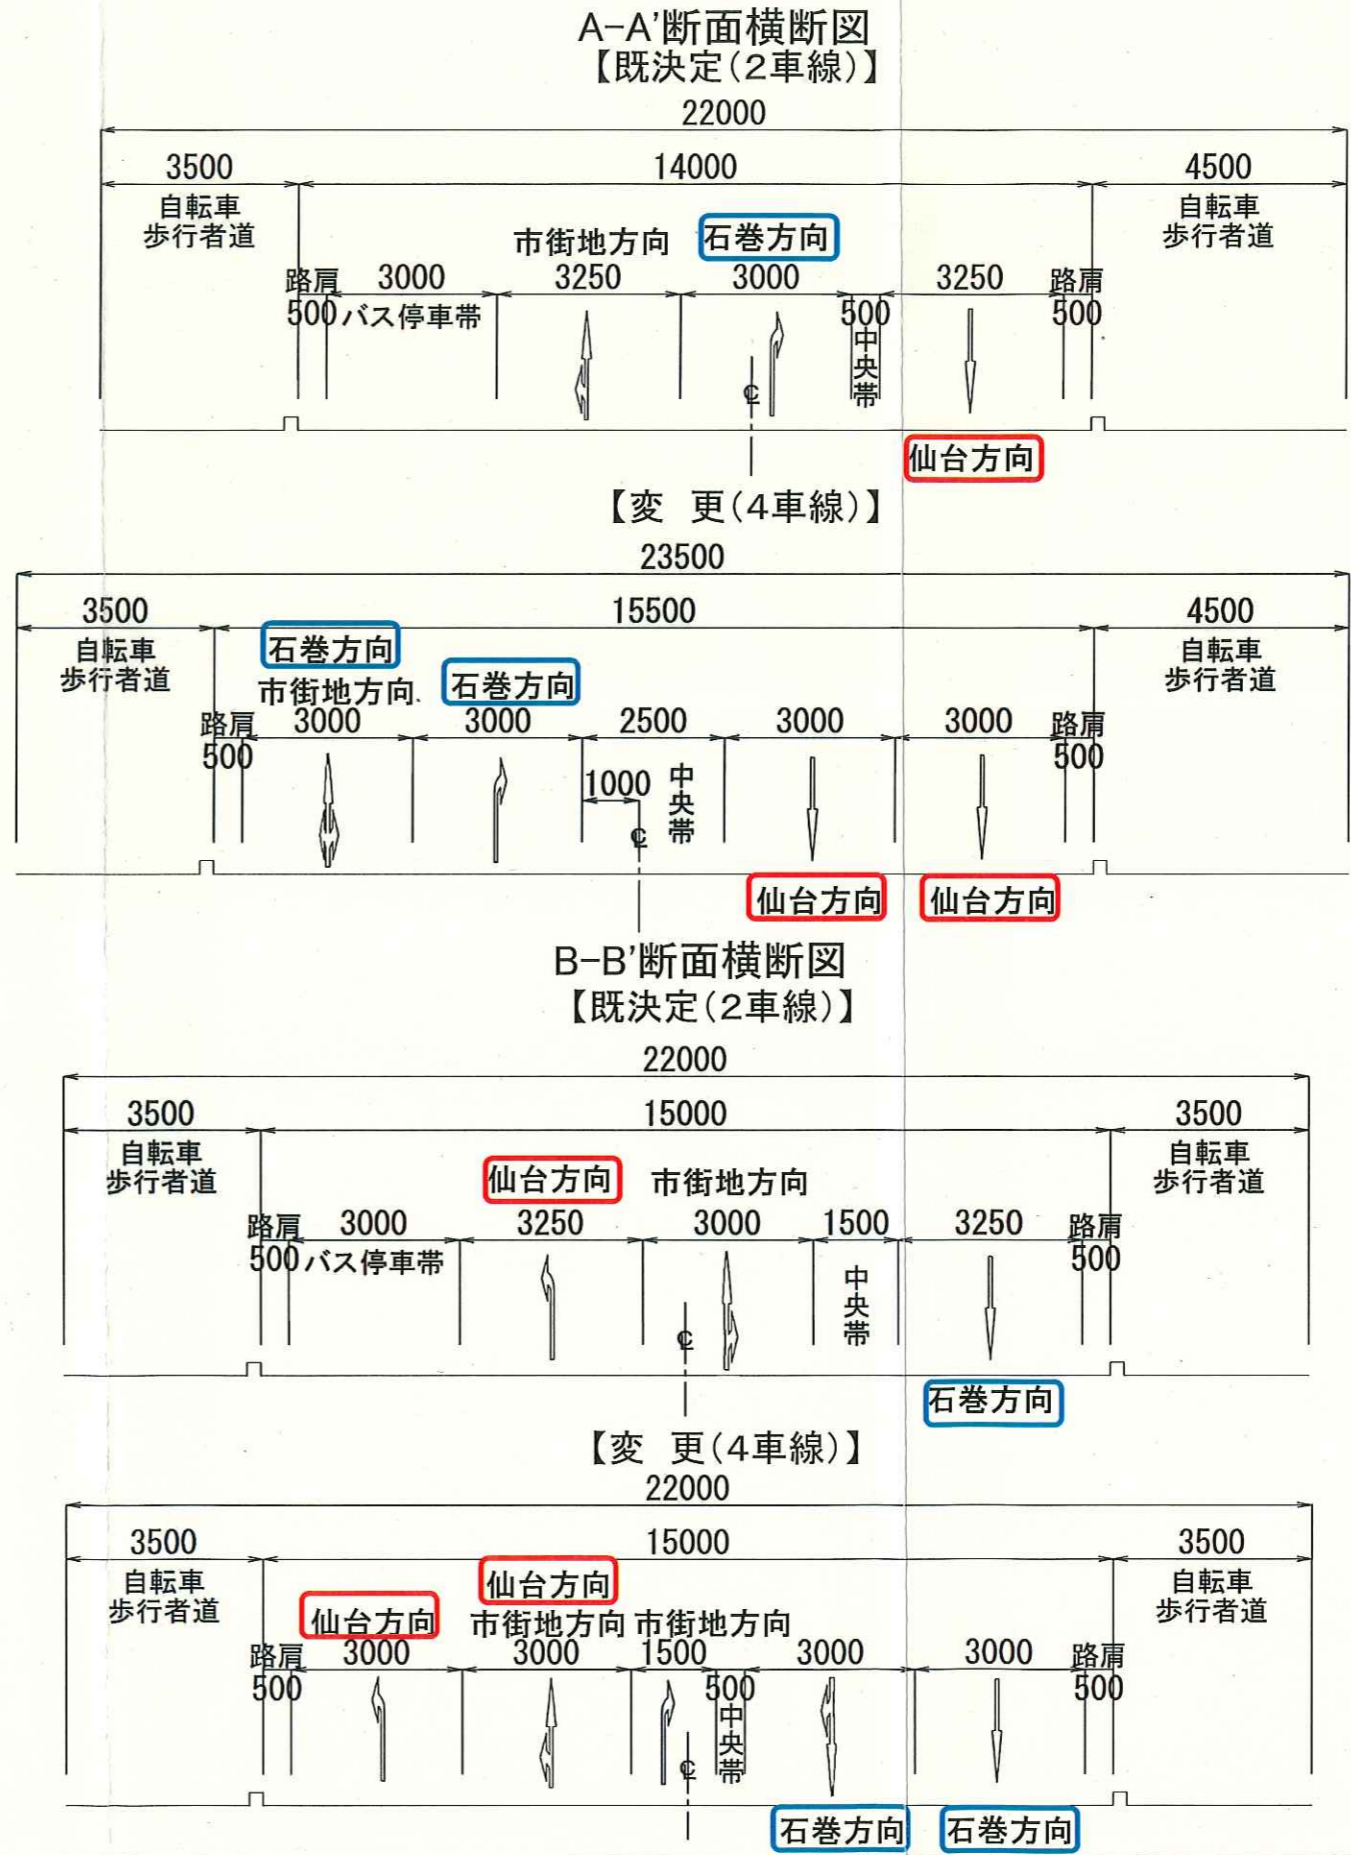 A-A'断面横断図
【既決定(2車線)】
22000
3500 14000 4500
自転車
歩行者道
自転車
歩行者道
市街地方向 石巻方向
路肩 3000 3250 3000 3250 路肩
500 バス停車帯 500 500
中央帯
℄
仙台方向
【変 更(4車線)】
23500
3500 15500 4500
自転車
歩行者道
石巻方向
市街地方向 石巻方向
自転車
歩行者道
路肩 3000 3000 2500 3000 3000 路肩
500 500
1000 中央帯
℄
仙台方向 仙台方向
B-B'断面横断図
【既決定(2車線)】
22000
3500 15000 3500
自転車
歩行者道
自転車
歩行者道
仙台方向 市街地方向
路肩 3000 3250 3000 1500 3250 路肩
500 バス停車帯 500
中央帯
℄
石巻方向
【変 更(4車線)】
22000
3500 15000 3500
自転車
歩行者道
自転車
歩行者道
仙台方向
仙台方向 市街地方向 市街地方向
路肩 3000 3000 1500 3000 3000 路肩
500 500 500
中央帯
℄
石巻方向 石巻方向